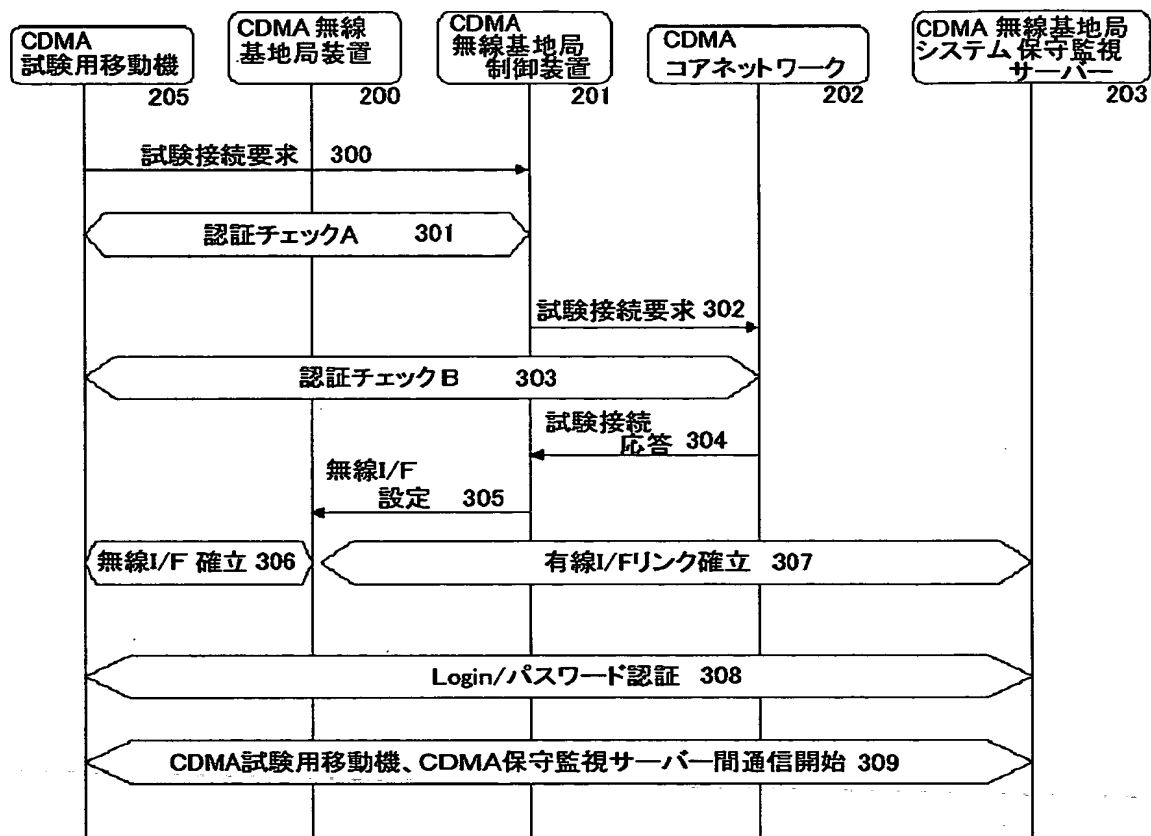 CDMA
試験用移動機
205
CDMA 無線
基地局装置
200
CDMA
無線基地局
制御装置
201
CDMA
コアネットワーク
202
CDMA 無線基地局
システム 保守監視
サーバー
203
試験接続要求 300
認証チェックA 301
試験接続要求 302
認証チェックB 303
試験接続
応答 304
無線I/F
設定 305
無線I/F 確立 306
有線I/Fリンク確立 307
Login/パスワード認証 308
CDMA試験用移動機、CDMA保守監視サーバー間通信開始 309